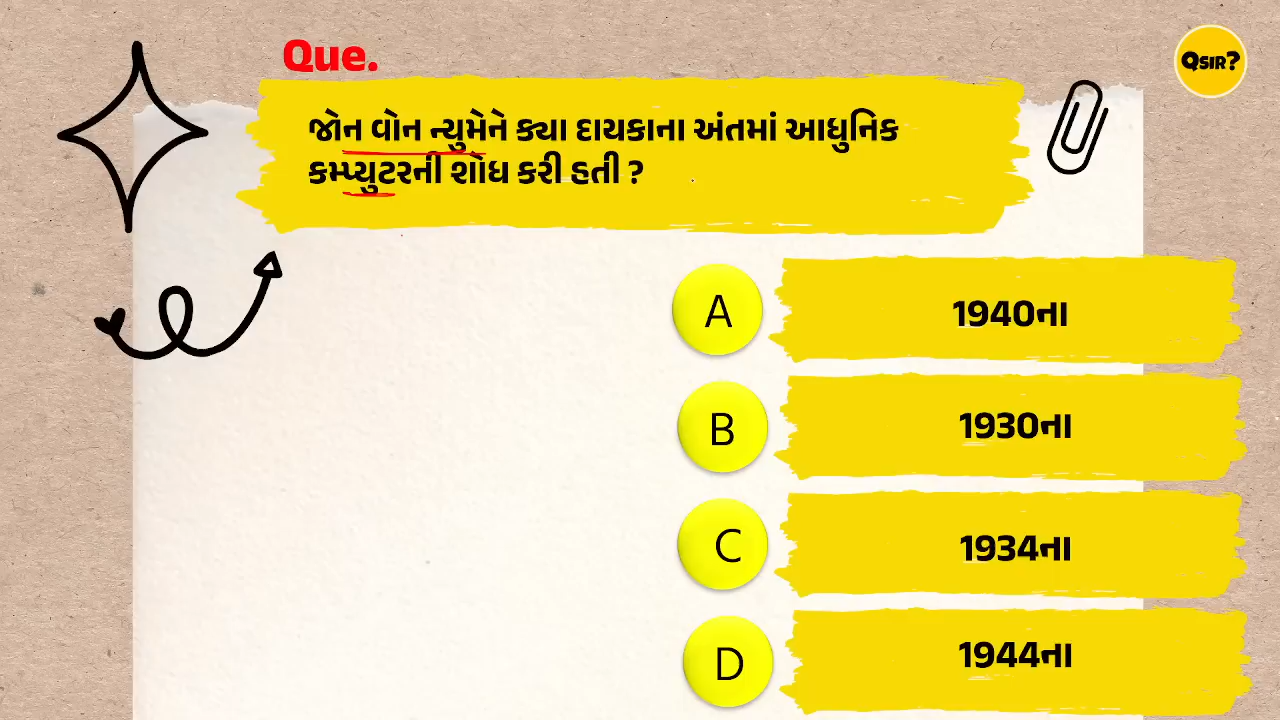 Que.
QSIR?
જોન વોન ન્યુમેને ક્યા દાયકાના અંતમાં આધુનિક
કમ્પ્યુટરની શોધ કરી હતી ?
A 1940ના
B 1930ના
C 1934ના
D 1944ના